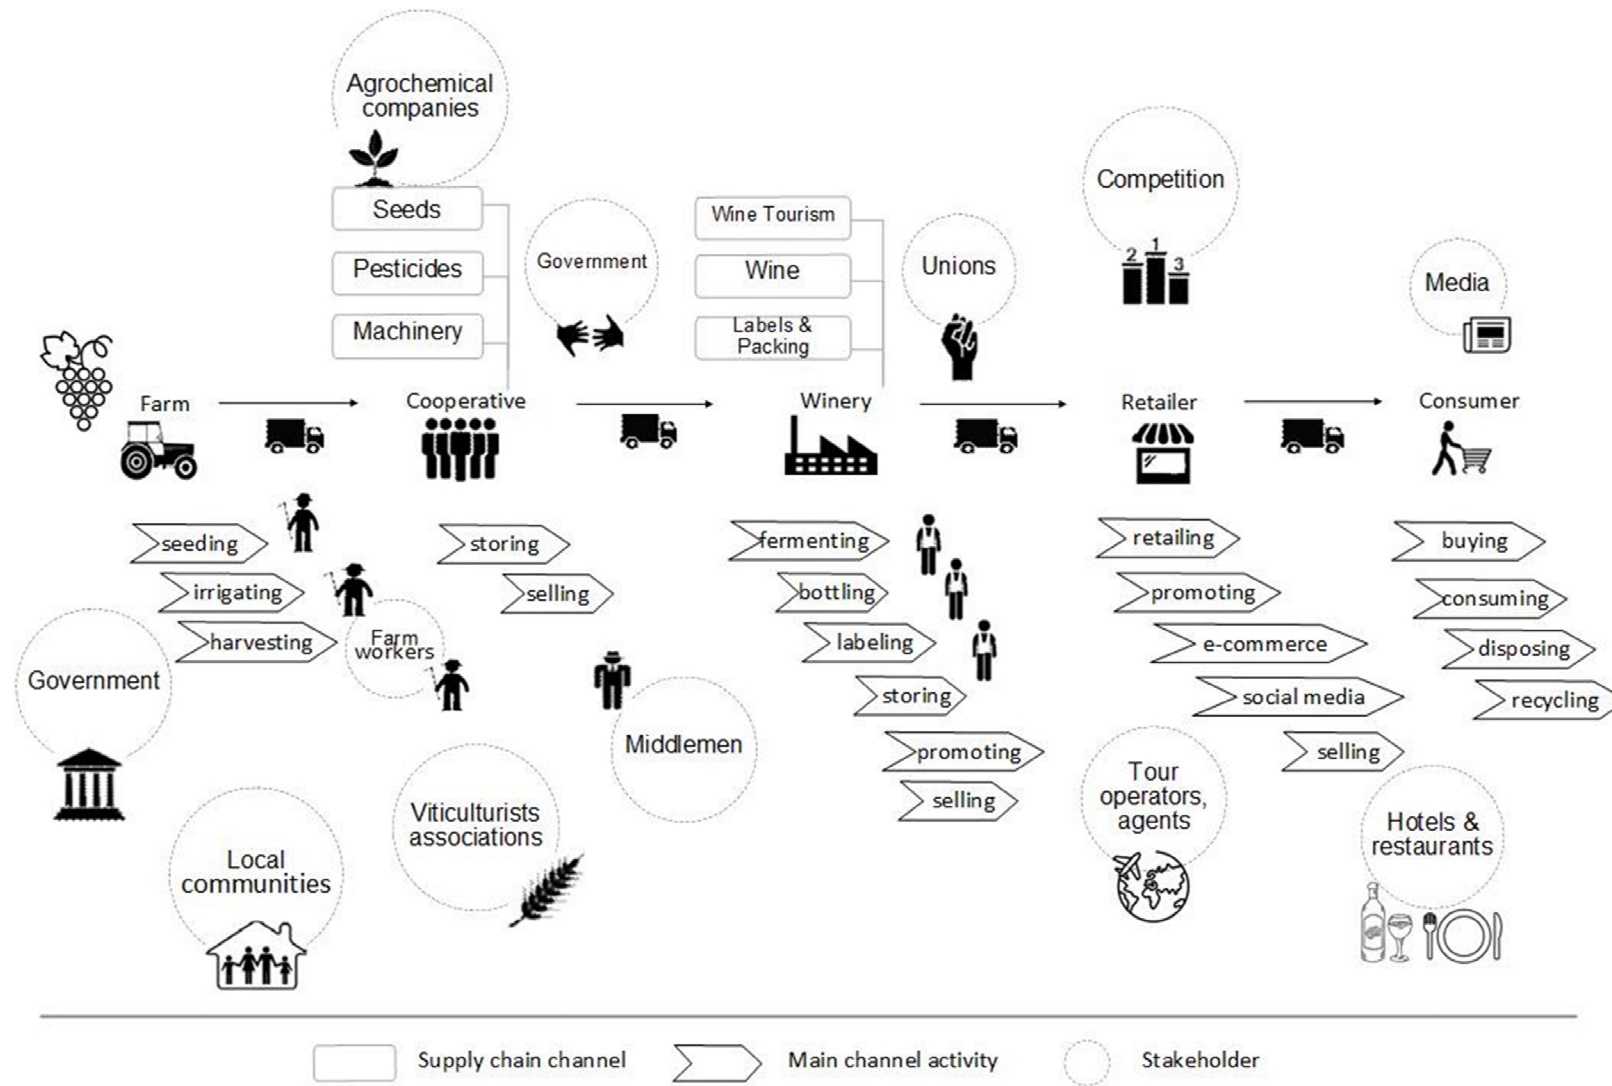 Agrochemical
companies
Seeds
Pesticides
Machinery
Government
Wine Tourism
Wine
Labels &
Packing
Unions
Competition
2 1 3
Media
Farm
Cooperative
Winery
Retailer
Consumer
seeding
irrigating
harvesting
Farm
workers
storing
selling
fermenting
bottling
labeling
storing
promoting
selling
retailing
promoting
e-commerce
social media
selling
buying
consuming
disposing
recycling
Government
Local
communities
Viticulturists
associations
Middlemen
Tour
operators,
agents
Hotels &
restaurants
Supply chain channel
Main channel activity
Stakeholder